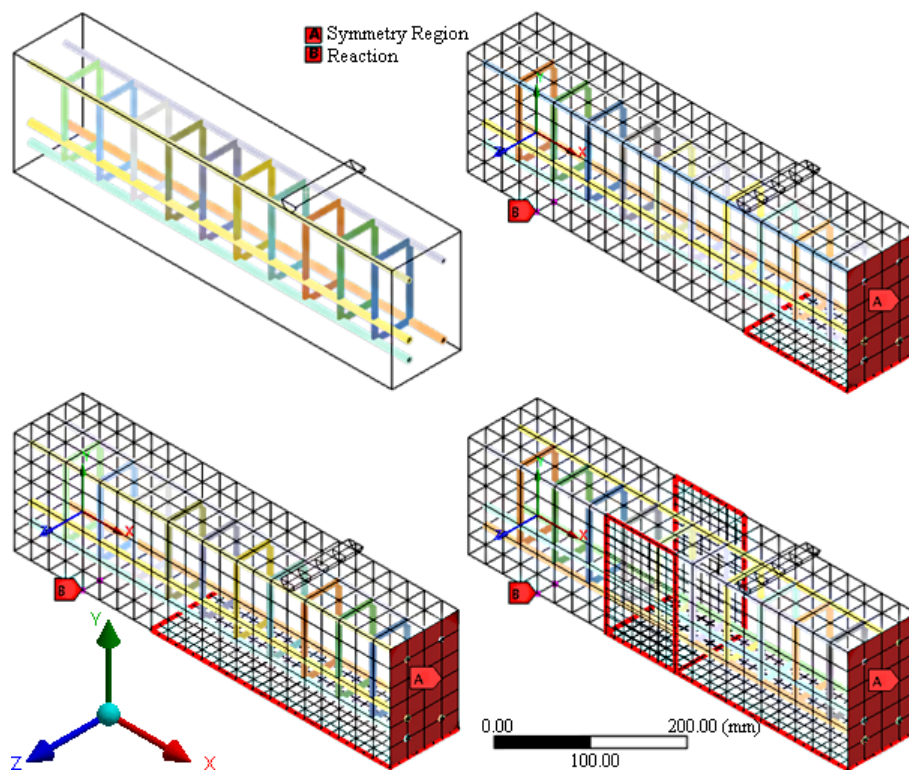 A Symmetry Region
B Reaction
Y
X
Z
B
A
Y
X
Z
B
A
Y
X
Z
B
A
Y
Z
X
0.00 200.00 (mm)
100.00